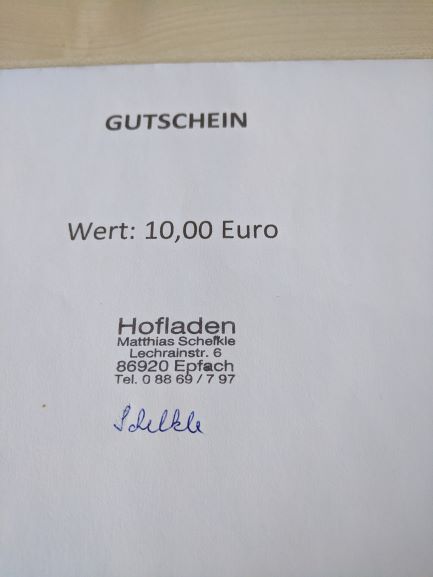 GUTSCHEIN
Wert: 10,00 Euro
Hofladen
Matthias Schelkle
Lechrainstr. 6
86920 Epfach
Tel. 0 88 69 / 7 97
Schelkle